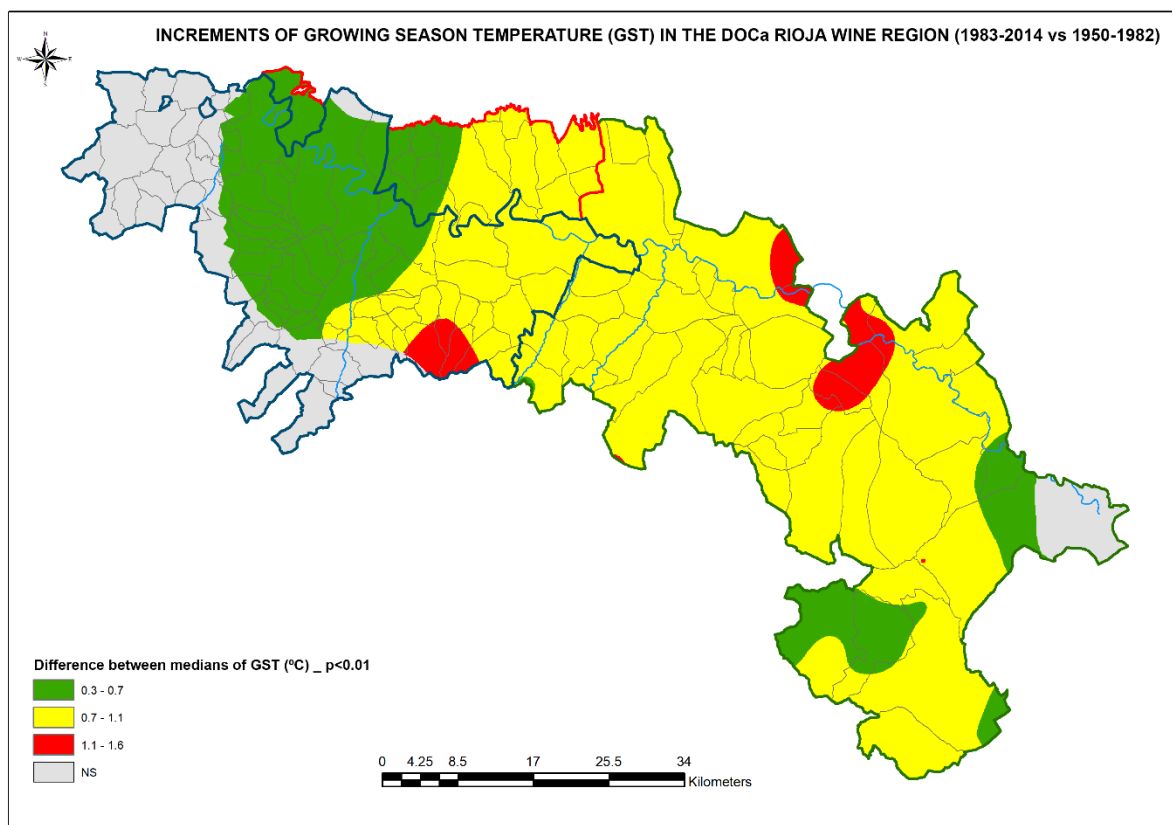 INCREMENTS OF GROWING SEASON TEMPERATURE (GST) IN THE DOCa RIOJA WINE REGION (1983-2014 vs 1950-1982)
N
W
E
S
Difference between medians of GST (ºC) _ p<0.01
0.3 - 0.7
0.7 - 1.1
1.1 - 1.6
NS
0 4.25 8.5 17 25.5 34
Kilometers